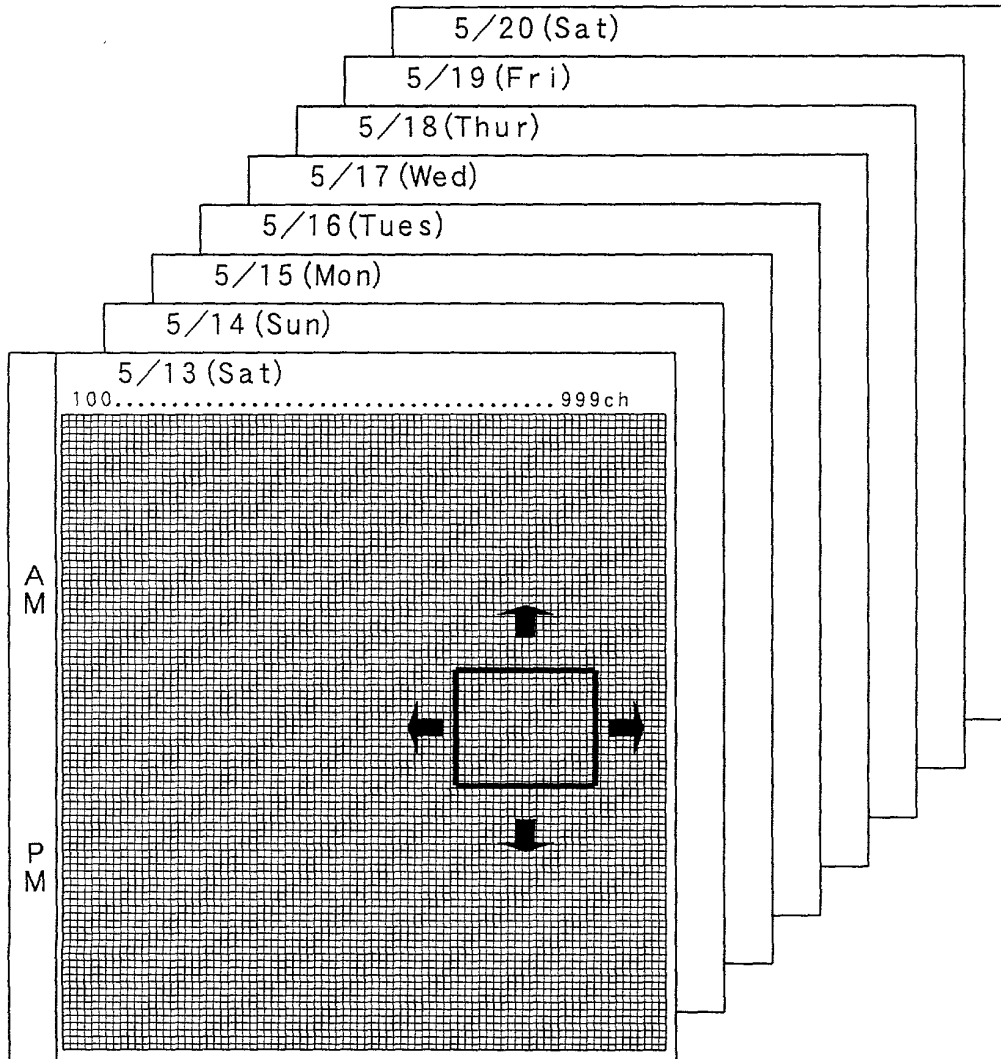 5/20(Sat)
5/19(Fri)
5/18(Thur)
5/17(Wed)
5/16(Tues)
5/15(Mon)
5/14(Sun)
5/13(Sat)
100......................................999ch
AM
PM